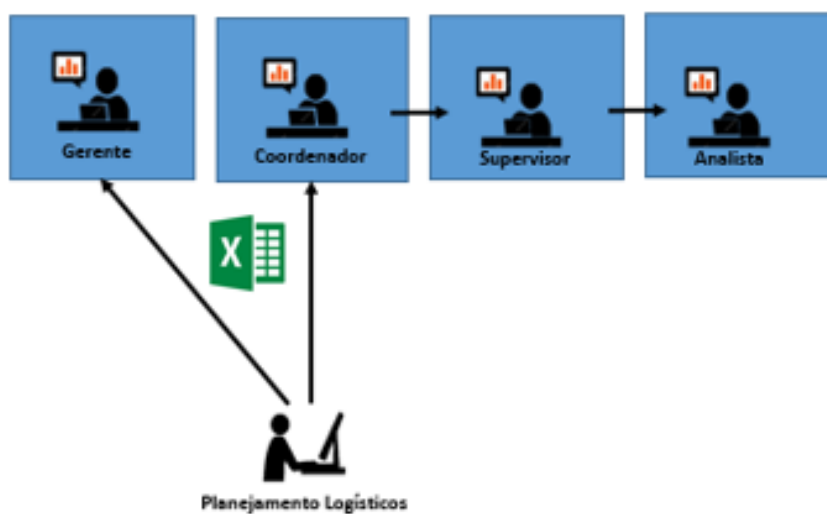 Gerente
Coordenador
Supervisor
Analista
X
Planejamento Logísticos